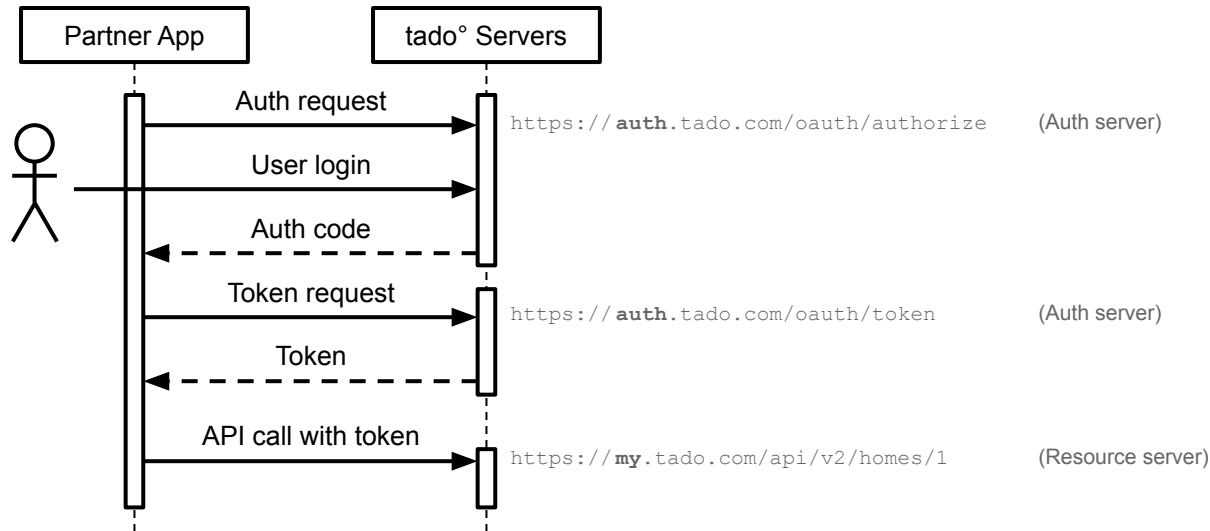 Partner App
tado° Servers
Auth request
https://auth.tado.com/oauth/authorize (Auth server)
User login
Auth code
Token request
https://auth.tado.com/oauth/token (Auth server)
Token
API call with token
https://my.tado.com/api/v2/homes/1 (Resource server)